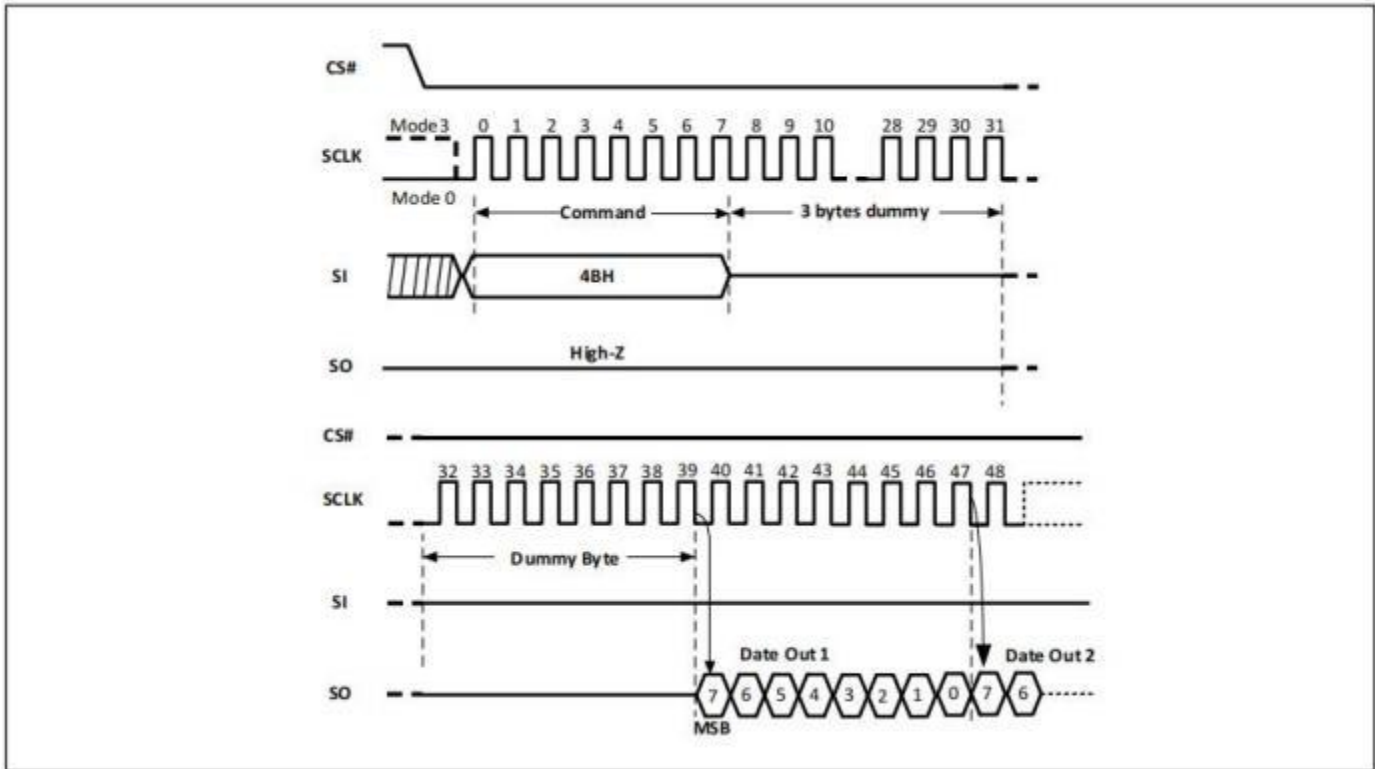 CS#
Mode 3 0 1 2 3 4 5 6 7 8 9 10 28 29 30 31
SCLK
Mode 0
Command 3 bytes dummy
SI 4BH
High-Z
SO
CS#
32 33 34 35 36 37 38 39 40 41 42 43 44 45 46 47 48
SCLK
Dummy Byte
SI
Date Out 1 Date Out 2
SO 7 6 5 4 3 2 1 0 7 6
MSB